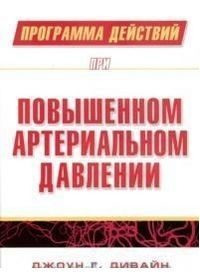 ПРОГРАММА ДЕЙСТВИЙ
ПРИ
ПОВЫШЕННОМ
АРТЕРИАЛЬНОМ
ДАВЛЕНИИ
ДЖОУН Г. ДИВАЙН